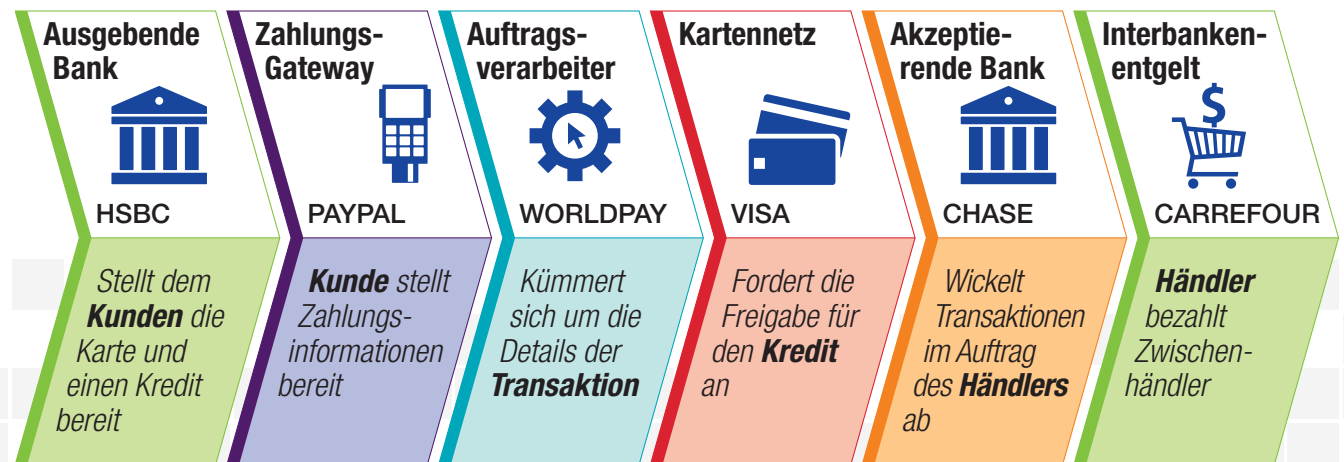 Ausgebende
Bank
HSBC
Stellt dem
Kunden die
Karte und
einen Kredit
bereit
Zahlungs-
Gateway
PAYPAL
Kunde stellt
Zahlungs-
informationen
bereit
Auftrags-
verarbeiter
WORLDPAY
Kümmert
sich um die
Details der
Transaktion
Kartennetz
VISA
Fordert die
Freigabe für
den Kredit
an
Akzeptie-
rende Bank
CHASE
Wickelt
Transaktionen
im Auftrag
des Händlers
ab
Interbanken-
entgelt
$
CARREFOUR
Händler
bezahlt
Zwischen-
händler